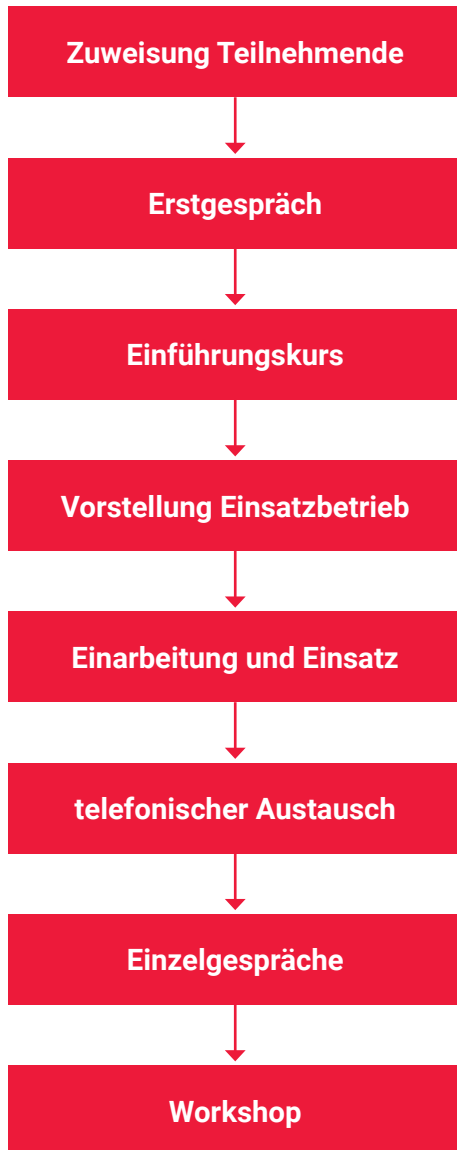 Zuweisung Teilnehmende
Erstgespräch
Einführungskurs
Vorstellung Einsatzbetrieb
Einarbeitung und Einsatz
telefonischer Austausch
Einzelgespräche
Workshop